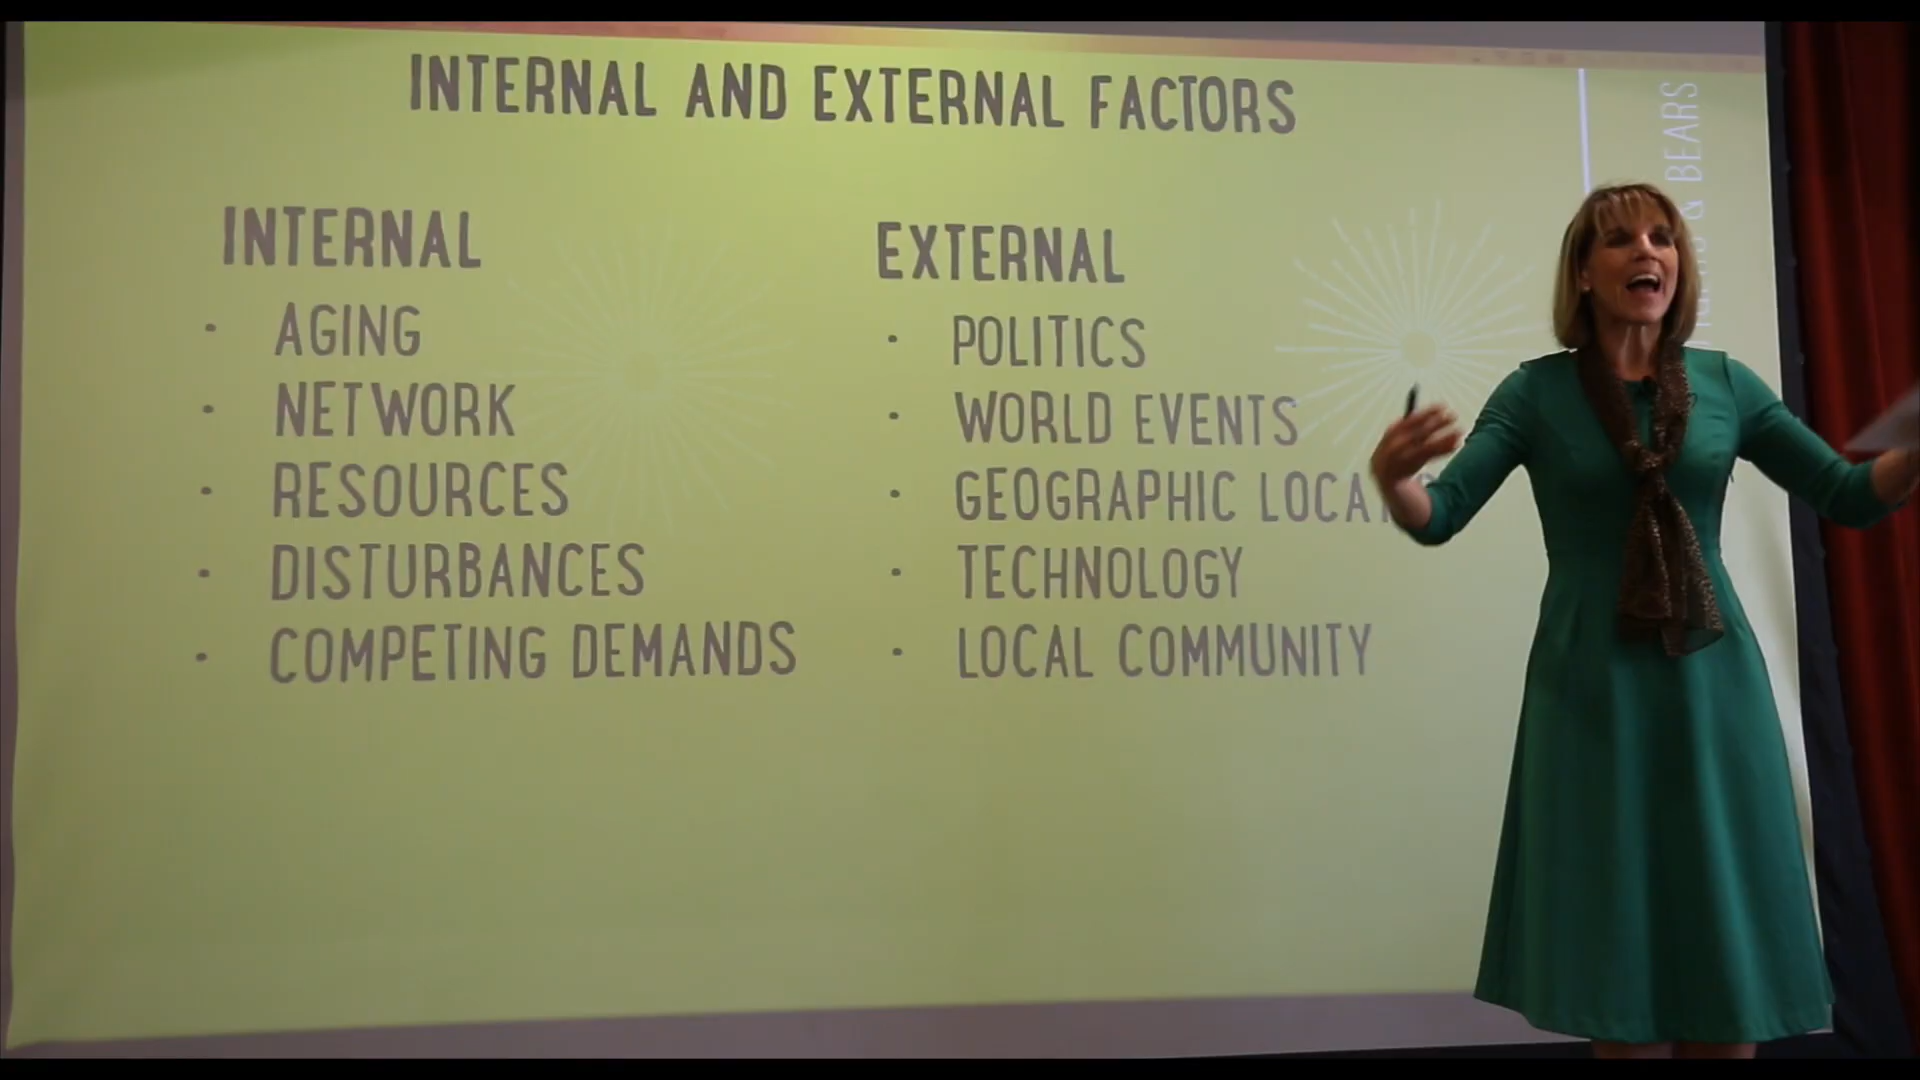 INTERNAL AND EXTERNAL FACTORS
INTERNAL
· AGING
· NETWORK
· RESOURCES
· DISTURBANCES
· COMPETING DEMANDS
EXTERNAL
· POLITICS
· WORLD EVENTS
· GEOGRAPHIC
· TECHNOLOGY
· LOCAL COMMUNITY
& BEARS